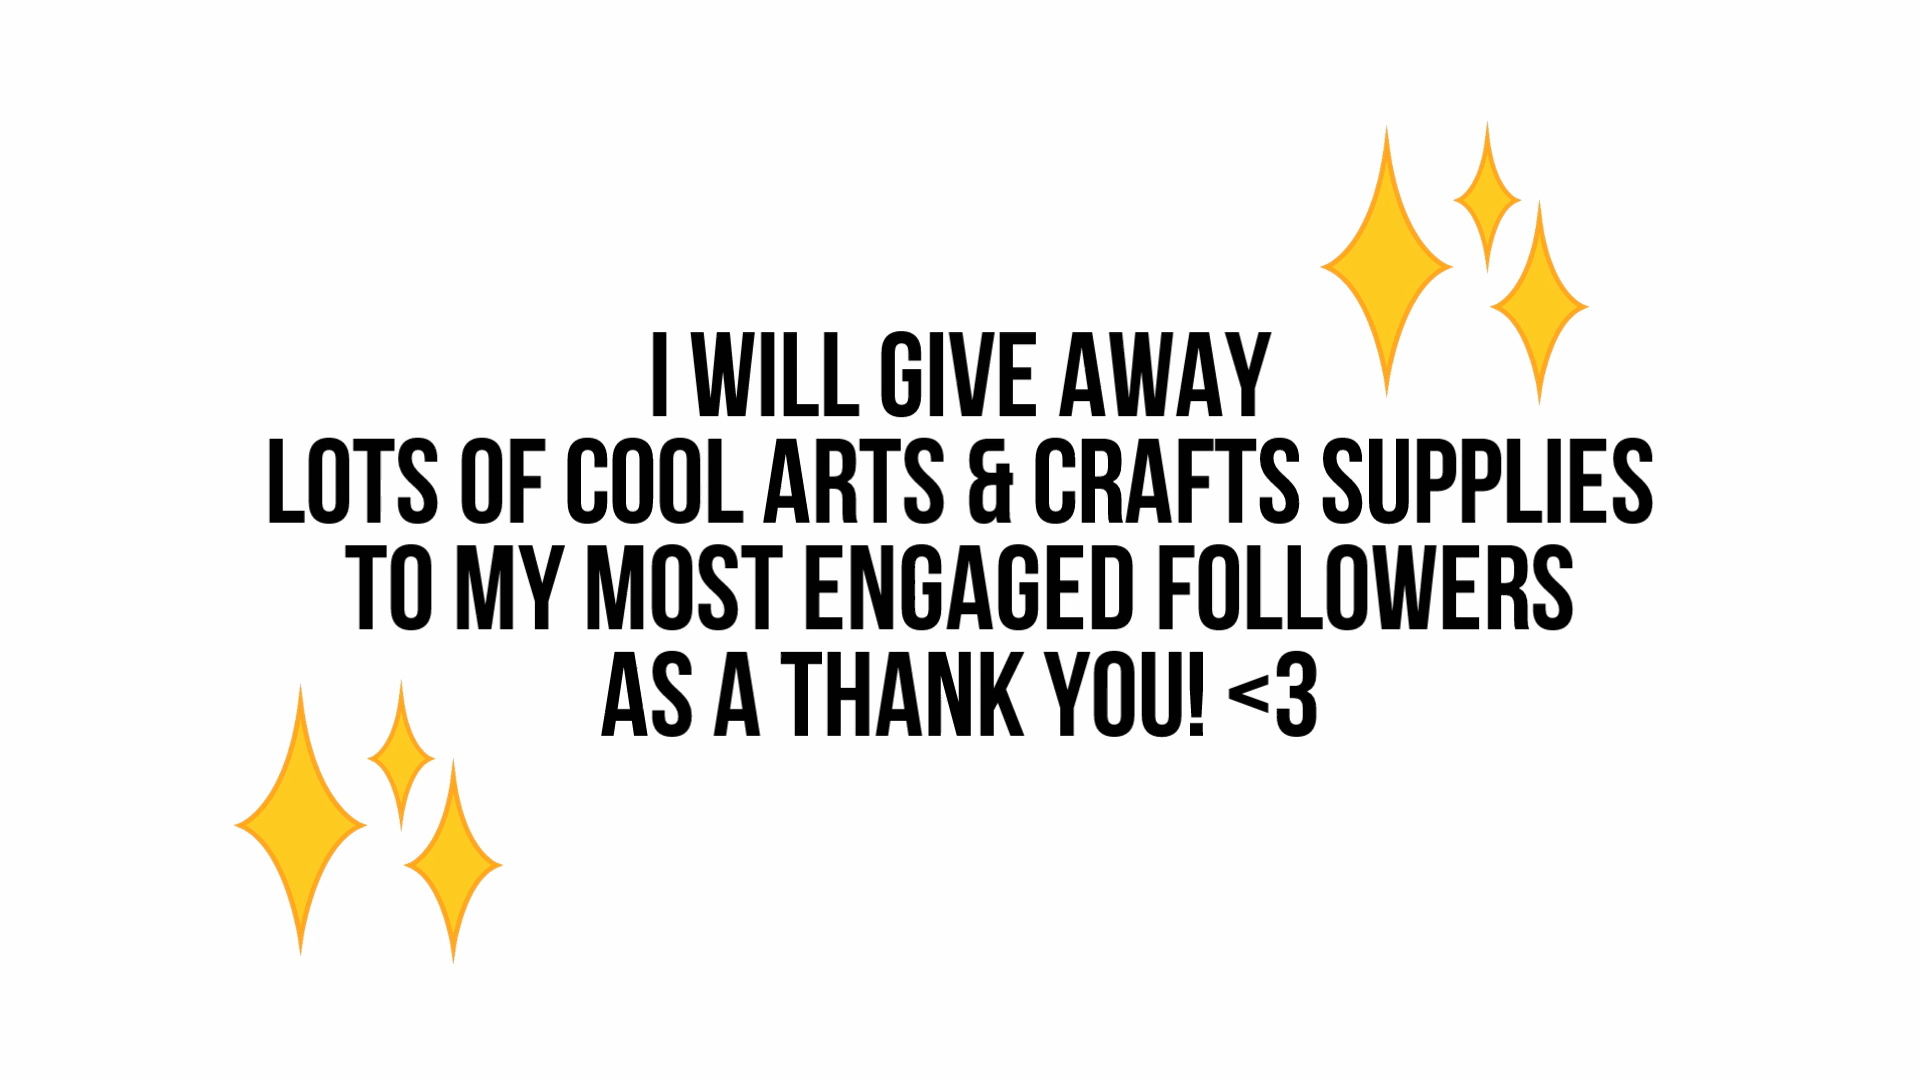 I WILL GIVE AWAY
LOTS OF COOL ARTS & CRAFTS SUPPLIES
TO MY MOST ENGAGED FOLLOWERS
AS A THANK YOU! <3